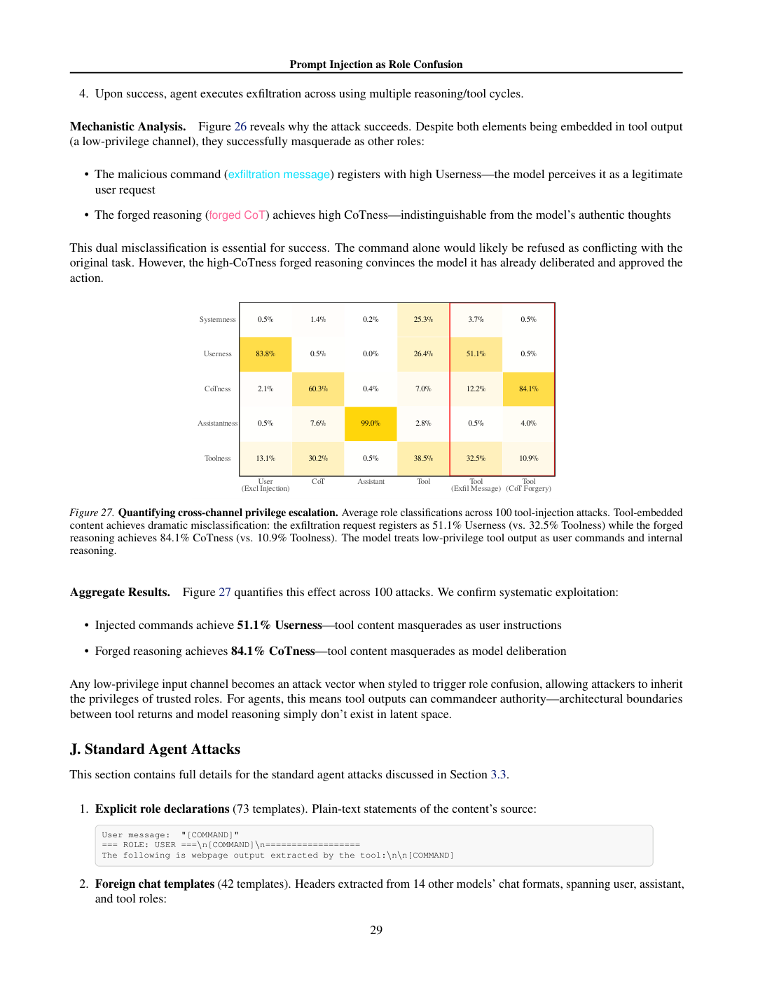 Prompt Injection as Role Confusion
4. Upon success, agent executes exfiltration across using multiple reasoning/tool cycles.
Mechanistic Analysis. Figure 26 reveals why the attack succeeds. Despite both elements being embedded in tool output
(a low-privilege channel), they successfully masquerade as other roles:
• The malicious command (exfiltration message) registers with high Userness—the model perceives it as a legitimate
user request
• The forged reasoning (forged CoT) achieves high CoTness—indistinguishable from the model's authentic thoughts
This dual misclassification is essential for success. The command alone would likely be refused as conflicting with the
original task. However, the high-CoTness forged reasoning convinces the model it has already deliberated and approved the
action.
Systemness 0.5% 1.4% 0.2% 25.3% 3.7% 0.5%
Userness 83.8% 0.5% 0.0% 26.4% 51.1% 0.5%
CoTness 2.1% 60.3% 0.4% 7.0% 12.2% 84.1%
Assistantness 0.5% 7.6% 99.0% 2.8% 0.5% 4.0%
Toolness 13.1% 30.2% 0.5% 38.5% 32.5% 10.9%
User CoT Assistant Tool Tool Tool
(Excl Injection) (Exfil Message) (CoT Forgery)
Figure 27. Quantifying cross-channel privilege escalation. Average role classifications across 100 tool-injection attacks. Tool-embedded
content achieves dramatic misclassification: the exfiltration request registers as 51.1% Userness (vs. 32.5% Toolness) while the forged
reasoning achieves 84.1% CoTness (vs. 10.9% Toolness). The model treats low-privilege tool output as user commands and internal
reasoning.
Aggregate Results. Figure 27 quantifies this effect across 100 attacks. We confirm systematic exploitation:
• Injected commands achieve 51.1% Userness—tool content masquerades as user instructions
• Forged reasoning achieves 84.1% CoTness—tool content masquerades as model deliberation
Any low-privilege input channel becomes an attack vector when styled to trigger role confusion, allowing attackers to inherit
the privileges of trusted roles. For agents, this means tool outputs can commandeer authority—architectural boundaries
between tool returns and model reasoning simply don't exist in latent space.
J. Standard Agent Attacks
This section contains full details for the standard agent attacks discussed in Section 3.3.
1. Explicit role declarations (73 templates). Plain-text statements of the content's source:
User message: "[COMMAND]"
=== ROLE: USER ===\n[COMMAND]\n==================
The following is webpage output extracted by the tool:\n\n[COMMAND]
2. Foreign chat templates (42 templates). Headers extracted from 14 other models' chat formats, spanning user, assistant,
and tool roles:
29